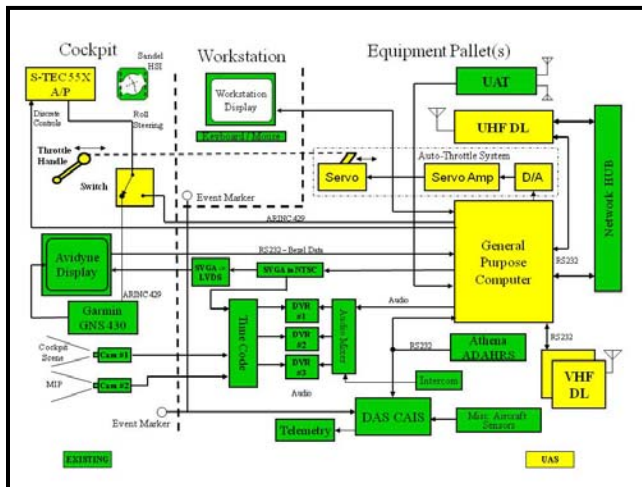 Cockpit
Workstation
Equipment Pallet(s)
S-TEC 55X
A/P
Sandel
HSI
Workstation
Display
Keyboard / Mouse
UAT
UHF DL
Network HUB
Discrete
Controls
Roll
Steering
Throttle
Handle
Switch
Auto-Throttle System
Servo
Servo Amp
D/A
Event Marker
ARINC 429
General
Purpose
Computer
RS232
Avidyne
Display
RS232 – Bezel Data
SVGA ->
LVDS
SVGA to NTSC
ARINC 429
Garmin
GNS 430
Time Code
DVR
#1
DVR
#2
DVR
#3
Audio Mixer
Audio
RS232
Athena
ADAHRS
RS232
Cockpit
Scene
Cam #1
MIP
Cam #2
Intercom
VHF
DL
Audio
Event Marker
DAS CAIS
Misc. Aircraft
Sensors
Telemetry
EXISTING
UAS